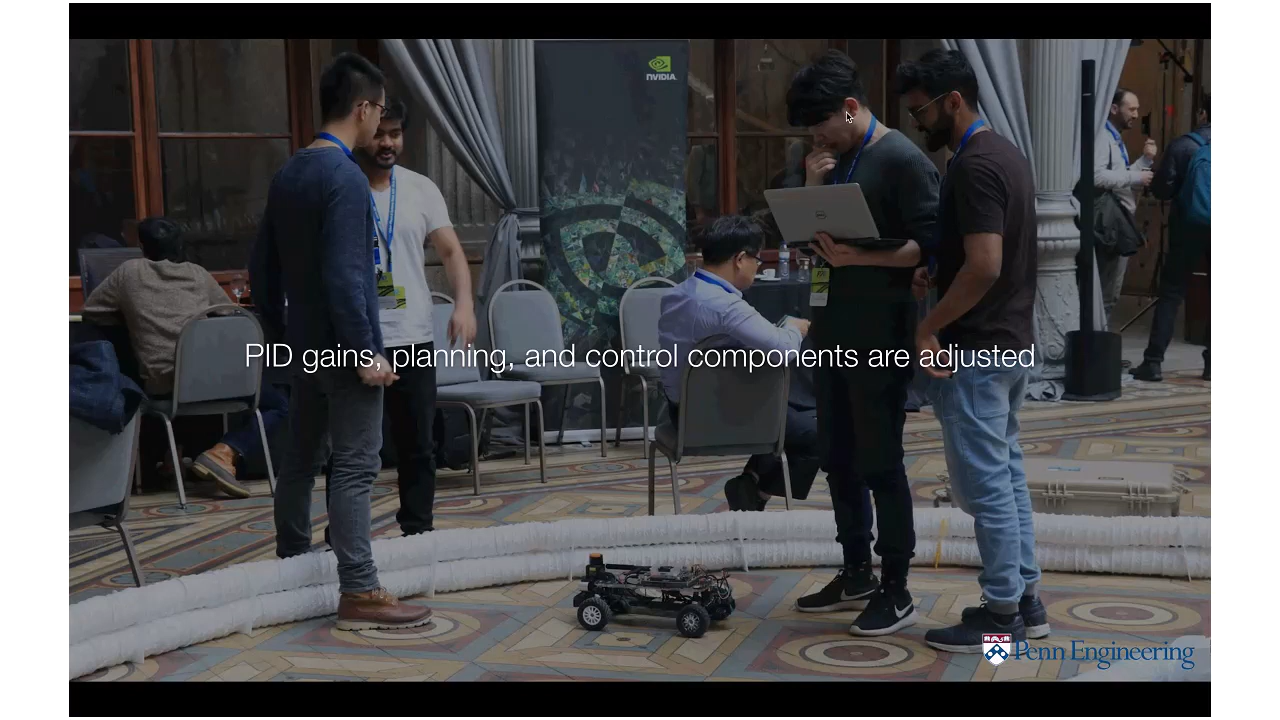 NVIDIA
PID gains, planning, and control components are adjusted
Penn Engineering